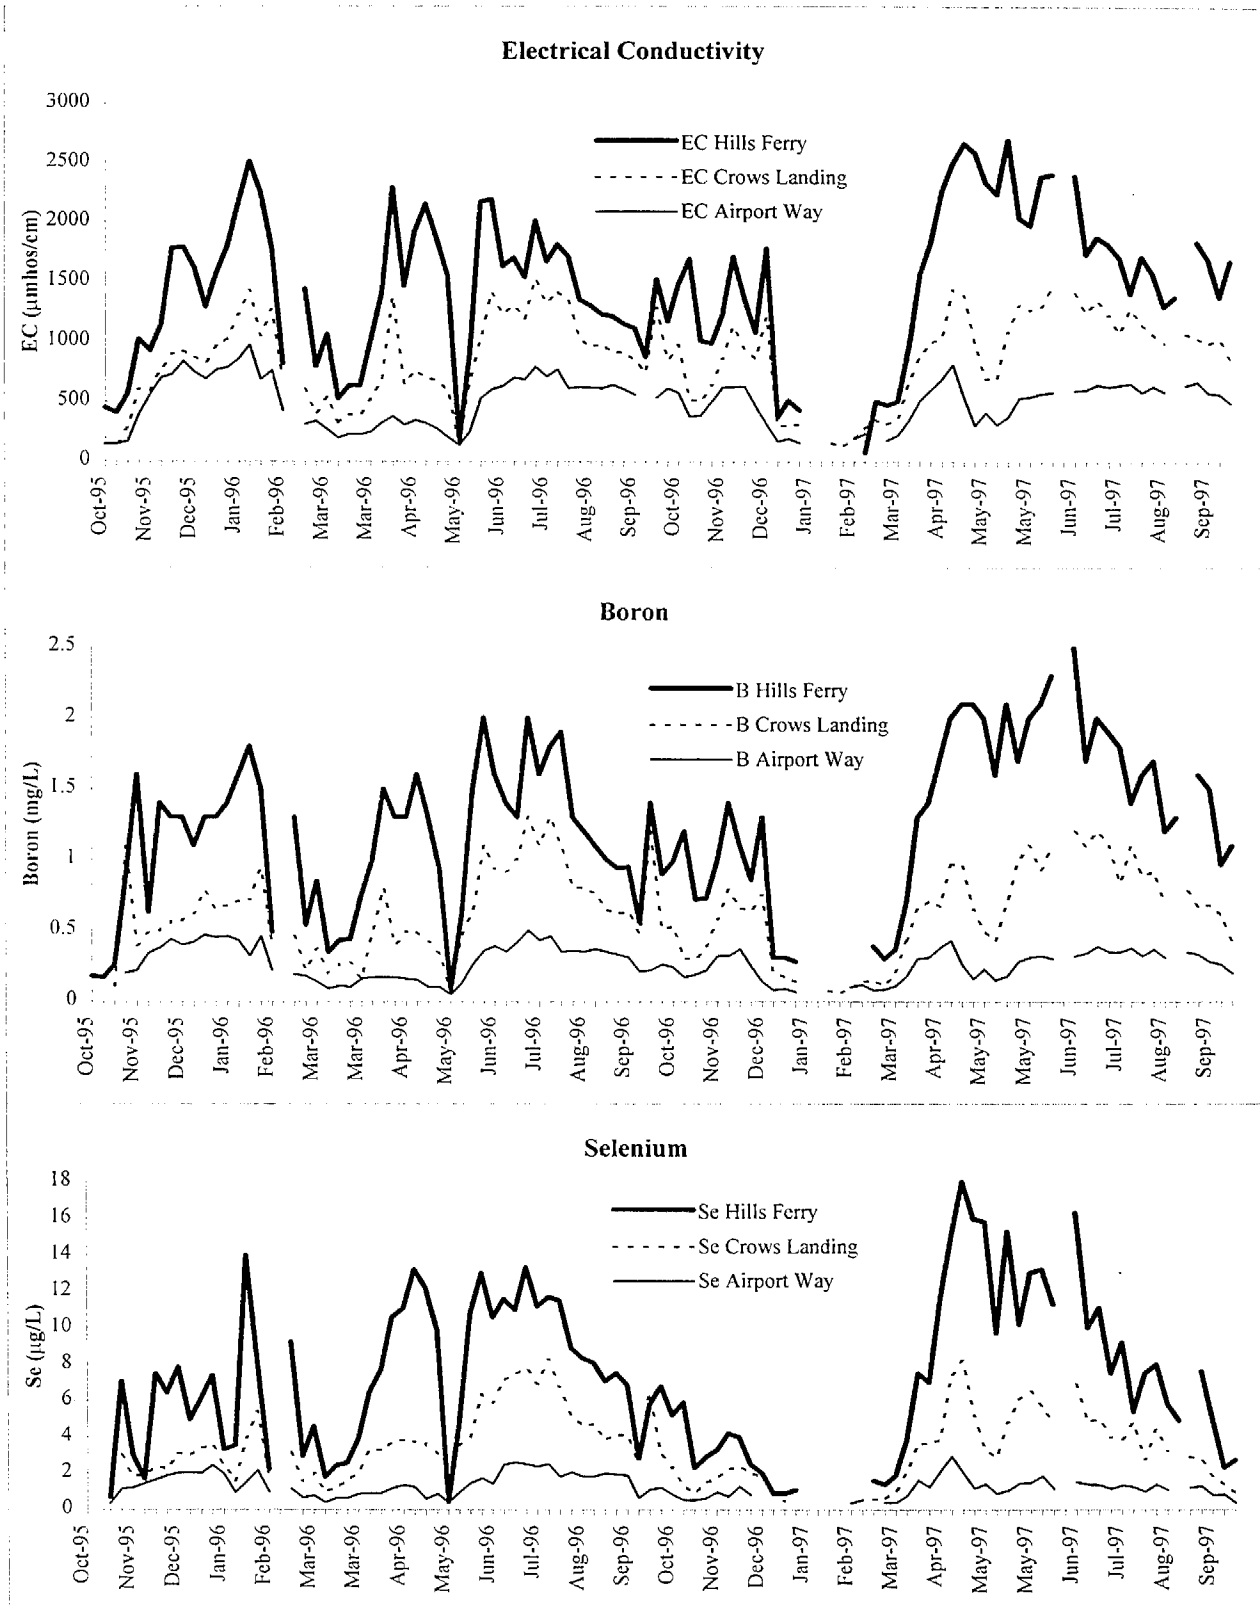 Electrical Conductivity
3000
2500
2000
1500
1000
500
0
EC (µmhos/cm)
EC Hills Ferry
EC Crows Landing
EC Airport Way
Oct-95 Nov-95 Dec-95 Jan-96 Feb-96 Mar-96 Mar-96 Apr-96 May-96 Jun-96 Jul-96 Aug-96 Sep-96 Oct-96 Nov-96 Dec-96 Jan-97 Feb-97 Mar-97 Apr-97 May-97 May-97 Jun-97 Jul-97 Aug-97 Sep-97
Boron
2.5
2
1.5
1
0.5
0
Boron (mg/L)
B Hills Ferry
B Crows Landing
B Airport Way
Oct-95 Nov-95 Dec-95 Jan-96 Feb-96 Mar-96 Mar-96 Apr-96 May-96 Jun-96 Jul-96 Aug-96 Sep-96 Oct-96 Nov-96 Dec-96 Jan-97 Feb-97 Mar-97 Apr-97 May-97 May-97 Jun-97 Jul-97 Aug-97 Sep-97
Selenium
18
16
14
12
10
8
6
4
2
0
Se (µg/L)
Se Hills Ferry
Se Crows Landing
Se Airport Way
Oct-95 Nov-95 Dec-95 Jan-96 Feb-96 Mar-96 Mar-96 Apr-96 May-96 Jun-96 Jul-96 Aug-96 Sep-96 Oct-96 Nov-96 Dec-96 Jan-97 Feb-97 Mar-97 Apr-97 May-97 May-97 Jun-97 Jul-97 Aug-97 Sep-97